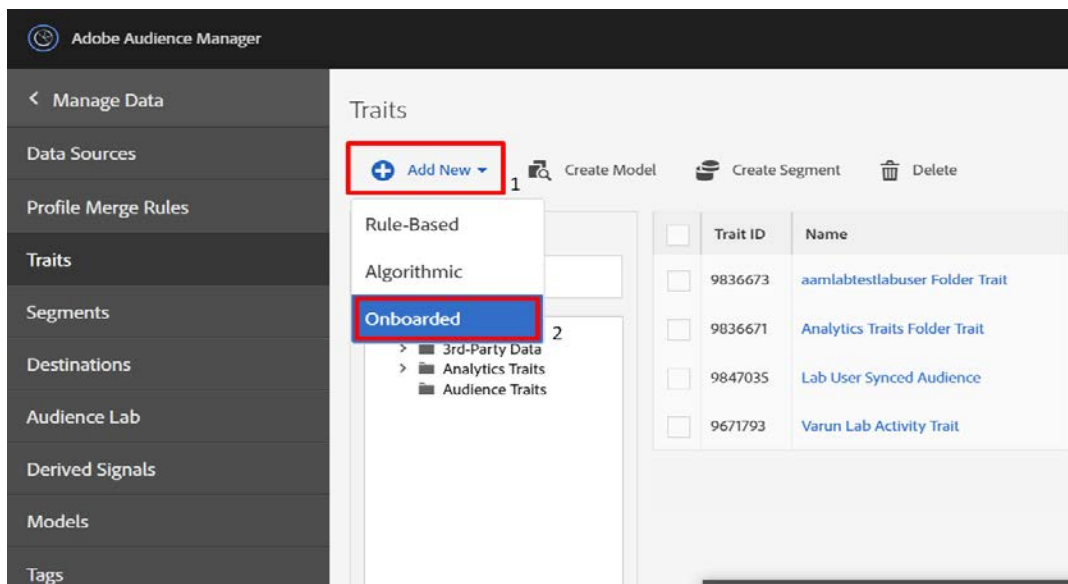 Adobe Audience Manager
Manage Data
Data Sources
Profile Merge Rules
Traits
Segments
Destinations
Audience Lab
Derived Signals
Models
Tags
Traits
Add New
1
Create Model
Create Segment
Delete
Rule-Based
Algorithmic
Onboarded
2
3rd-Party Data
Analytics Traits
Audience Traits
Trait ID Name
9836673 aamlabtestlabuser Folder Trait
9836671 Analytics Traits Folder Trait
9847035 Lab User Synced Audience
9671793 Varun Lab Activity Trait